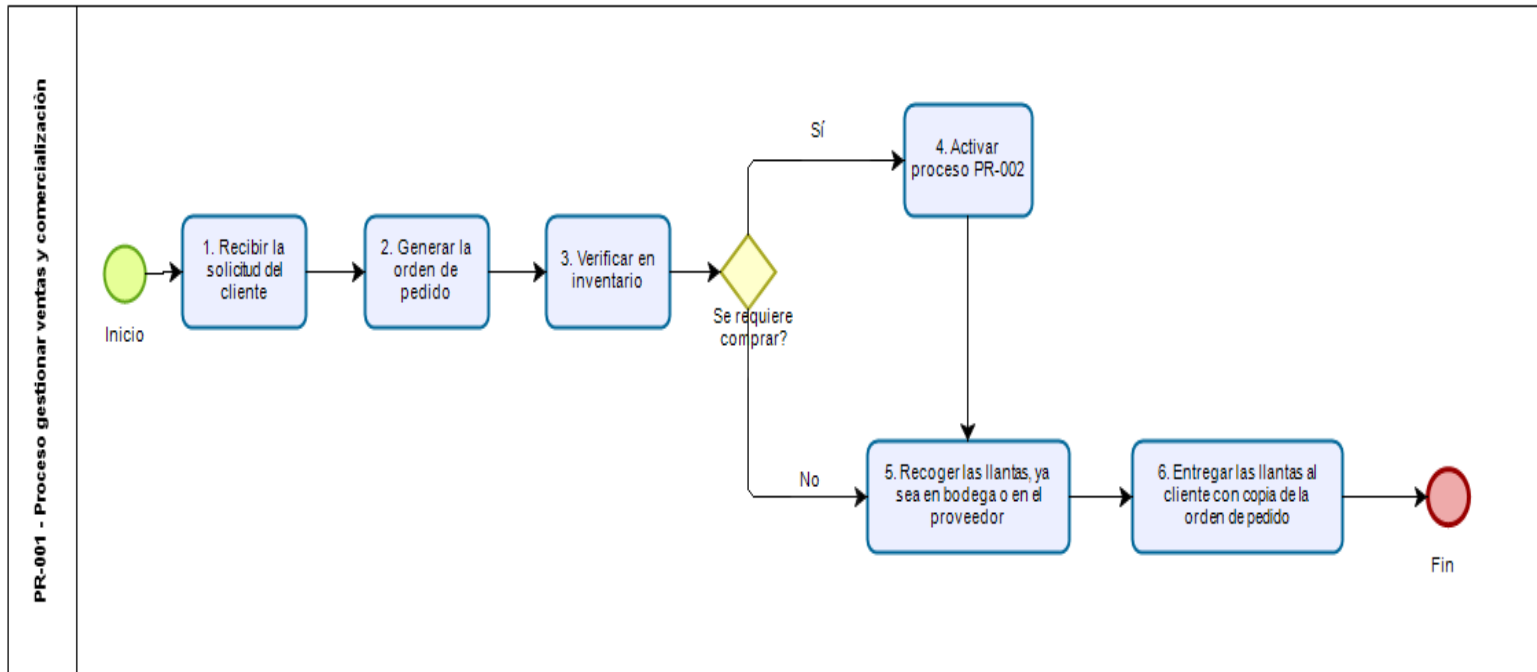 PR-001 - Proceso gestionar ventas y comercialización
Inicio
1. Recibir la
solicitud del
cliente
2. Generar la
orden de
pedido
3. Verificar en
inventario
Se requiere
comprar?
Sí
4. Activar
proceso PR-002
No
5. Recoger las llantas, ya
sea en bodega o en el
proveedor
6. Entregar las llantas al
cliente con copia de la
orden de pedido
Fin